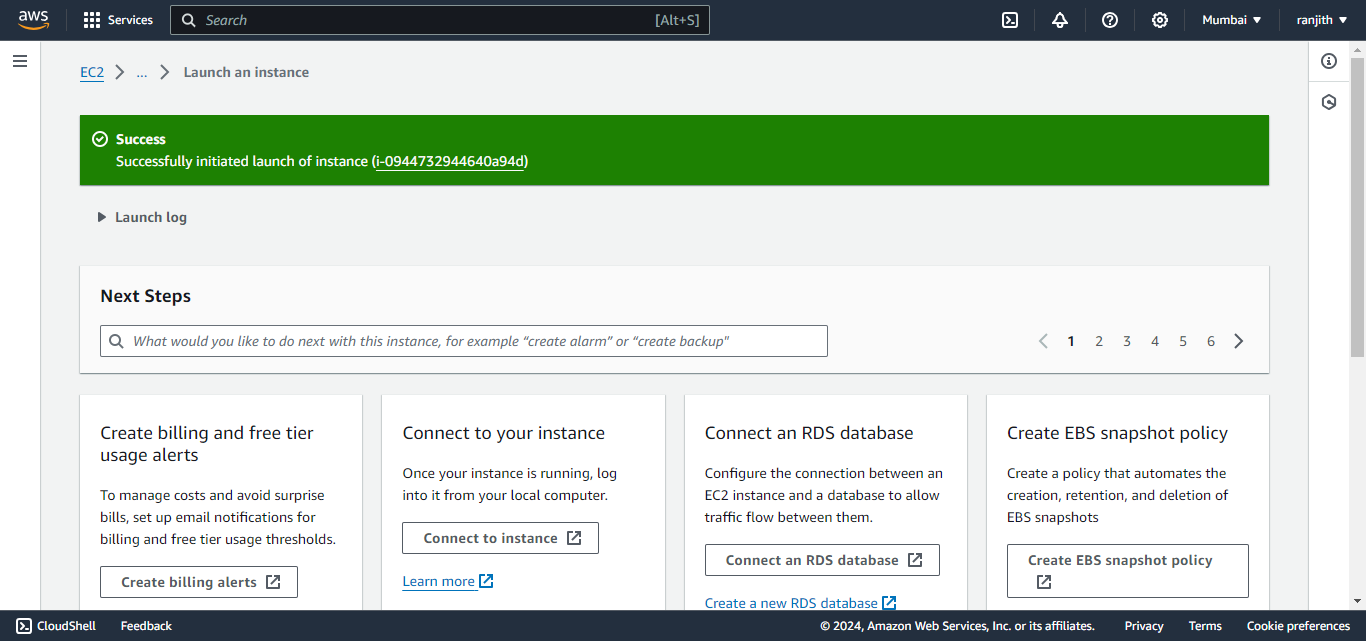 aws
Services
Search
[Alt+S]
Mumbai
ranjith
EC2
...
Launch an instance
Success
Successfully initiated launch of instance (i-0944732944640a94d)
Launch log
Next Steps
What would you like to do next with this instance, for example “create alarm” or “create backup”
1 2 3 4 5 6
Create billing and free tier
usage alerts
To manage costs and avoid surprise
bills, set up email notifications for
billing and free tier usage thresholds.
Create billing alerts
Connect to your instance
Once your instance is running, log
into it from your local computer.
Connect to instance
Learn more
Connect an RDS database
Configure the connection between an
EC2 instance and a database to allow
traffic flow between them.
Connect an RDS database
Create a new RDS database
Create EBS snapshot policy
Create a policy that automates the
creation, retention, and deletion of
EBS snapshots
Create EBS snapshot policy
CloudShell
Feedback
© 2024, Amazon Web Services, Inc. or its affiliates.
Privacy
Terms
Cookie preferences